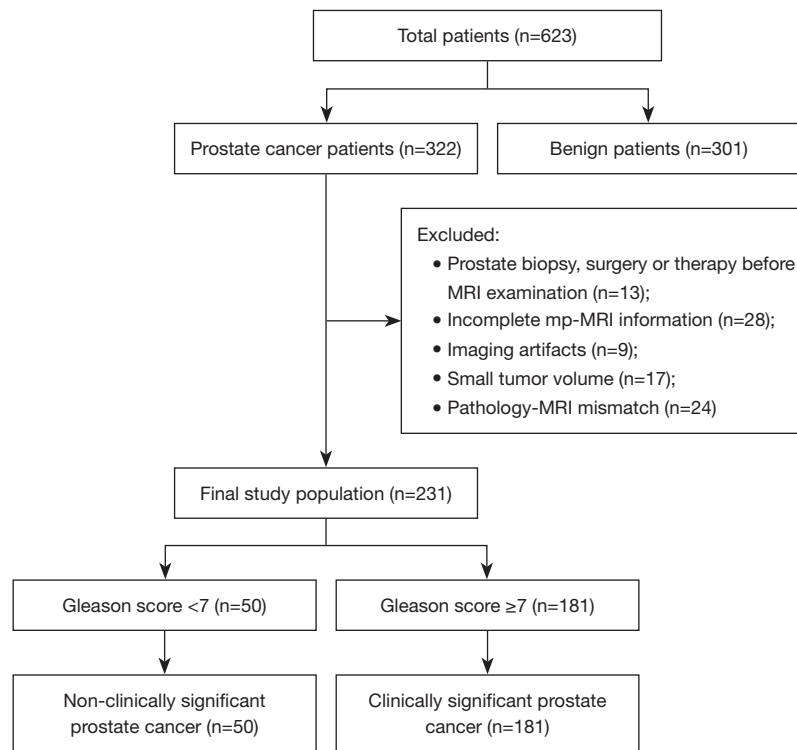 Total patients (n=623)
Prostate cancer patients (n=322)
Benign patients (n=301)
Excluded:
• Prostate biopsy, surgery or therapy before
MRI examination (n=13);
• Incomplete mp-MRI information (n=28);
• Imaging artifacts (n=9);
• Small tumor volume (n=17);
• Pathology-MRI mismatch (n=24)
Final study population (n=231)
Gleason score <7 (n=50)
Gleason score ≥7 (n=181)
Non-clinically significant
prostate cancer (n=50)
Clinically significant prostate
cancer (n=181)